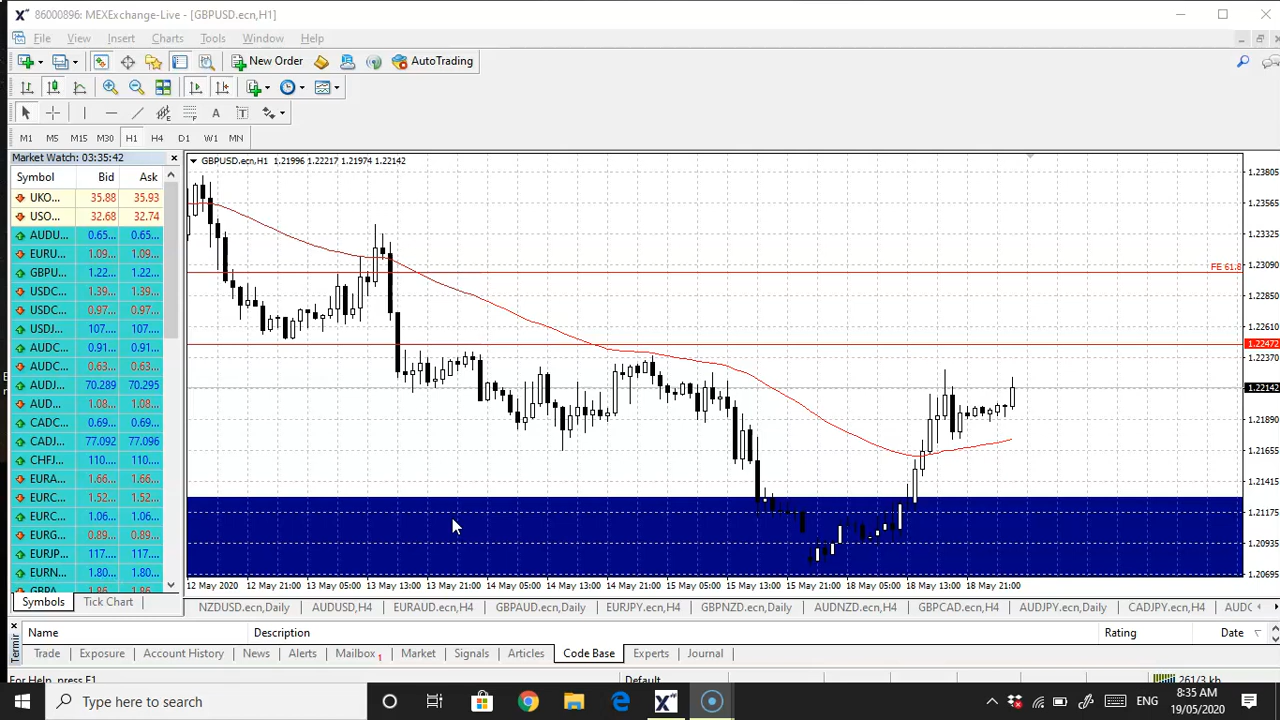 86000896: MEXExchange-Live - [GBPUSD.ecn,H1]
File View Insert Charts Tools Window Help
New Order AutoTrading
A T
M1 M5 M15 M30 H1 H4 D1 W1 MN
Market Watch: 03:35:42
Symbol Bid Ask
UKO... 35.88 35.93
USO... 32.68 32.74
AUDU... 0.65... 0.65...
EURU... 1.09... 1.09...
GBPU... 1.22... 1.22...
USDC... 1.39... 1.39...
USDC... 0.97... 0.97...
USDJ... 107... 107...
AUDC... 0.91... 0.91...
AUDC... 0.63... 0.63...
AUDJ... 70.289 70.295
AUD... 1.08... 1.08...
CADC... 0.69... 0.69...
CADJ... 77.092 77.096
CHFJ... 110.... 110....
EURA... 1.66... 1.66...
EURC... 1.52... 1.52...
EURC... 1.06... 1.06...
EURG... 0.89... 0.89...
EURJP... 117.... 117....
EURN... 1.80... 1.80...
Symbols Tick Chart
GBPUSD.ecn,H1 1.21996 1.22217 1.21974 1.22142
FE 61.8
1.23805
1.23565
1.23325
1.23090
1.22850
1.22610
1.22472
1.22370
1.22142
1.21890
1.21655
1.21415
1.21175
1.20935
1.20695
12 May 2020 12 May 21:00 13 May 05:00 13 May 13:00 13 May 21:00 14 May 05:00 14 May 13:00 14 May 21:00 15 May 05:00 15 May 13:00 15 May 21:00 18 May 05:00 18 May 13:00 18 May 21:00
NZDUSD.ecn,Daily AUDUSD,H4 EURAUD.ecn,H4 GBPAUD.ecn,Daily EURJPY.ecn,H4 GBPNZD.ecn,Daily AUDNZD.ecn,H4 GBPCAD.ecn,H4 AUDJPY.ecn,Daily CADJPY.ecn,H4 AUDC
Name Description Rating Date
Trade Exposure Account History News Alerts Mailbox 1 Market Signals Articles Code Base Experts Journal
For Help, press F1 Default 261/3 kb
Type here to search
ENG
8:35 AM
19/05/2020